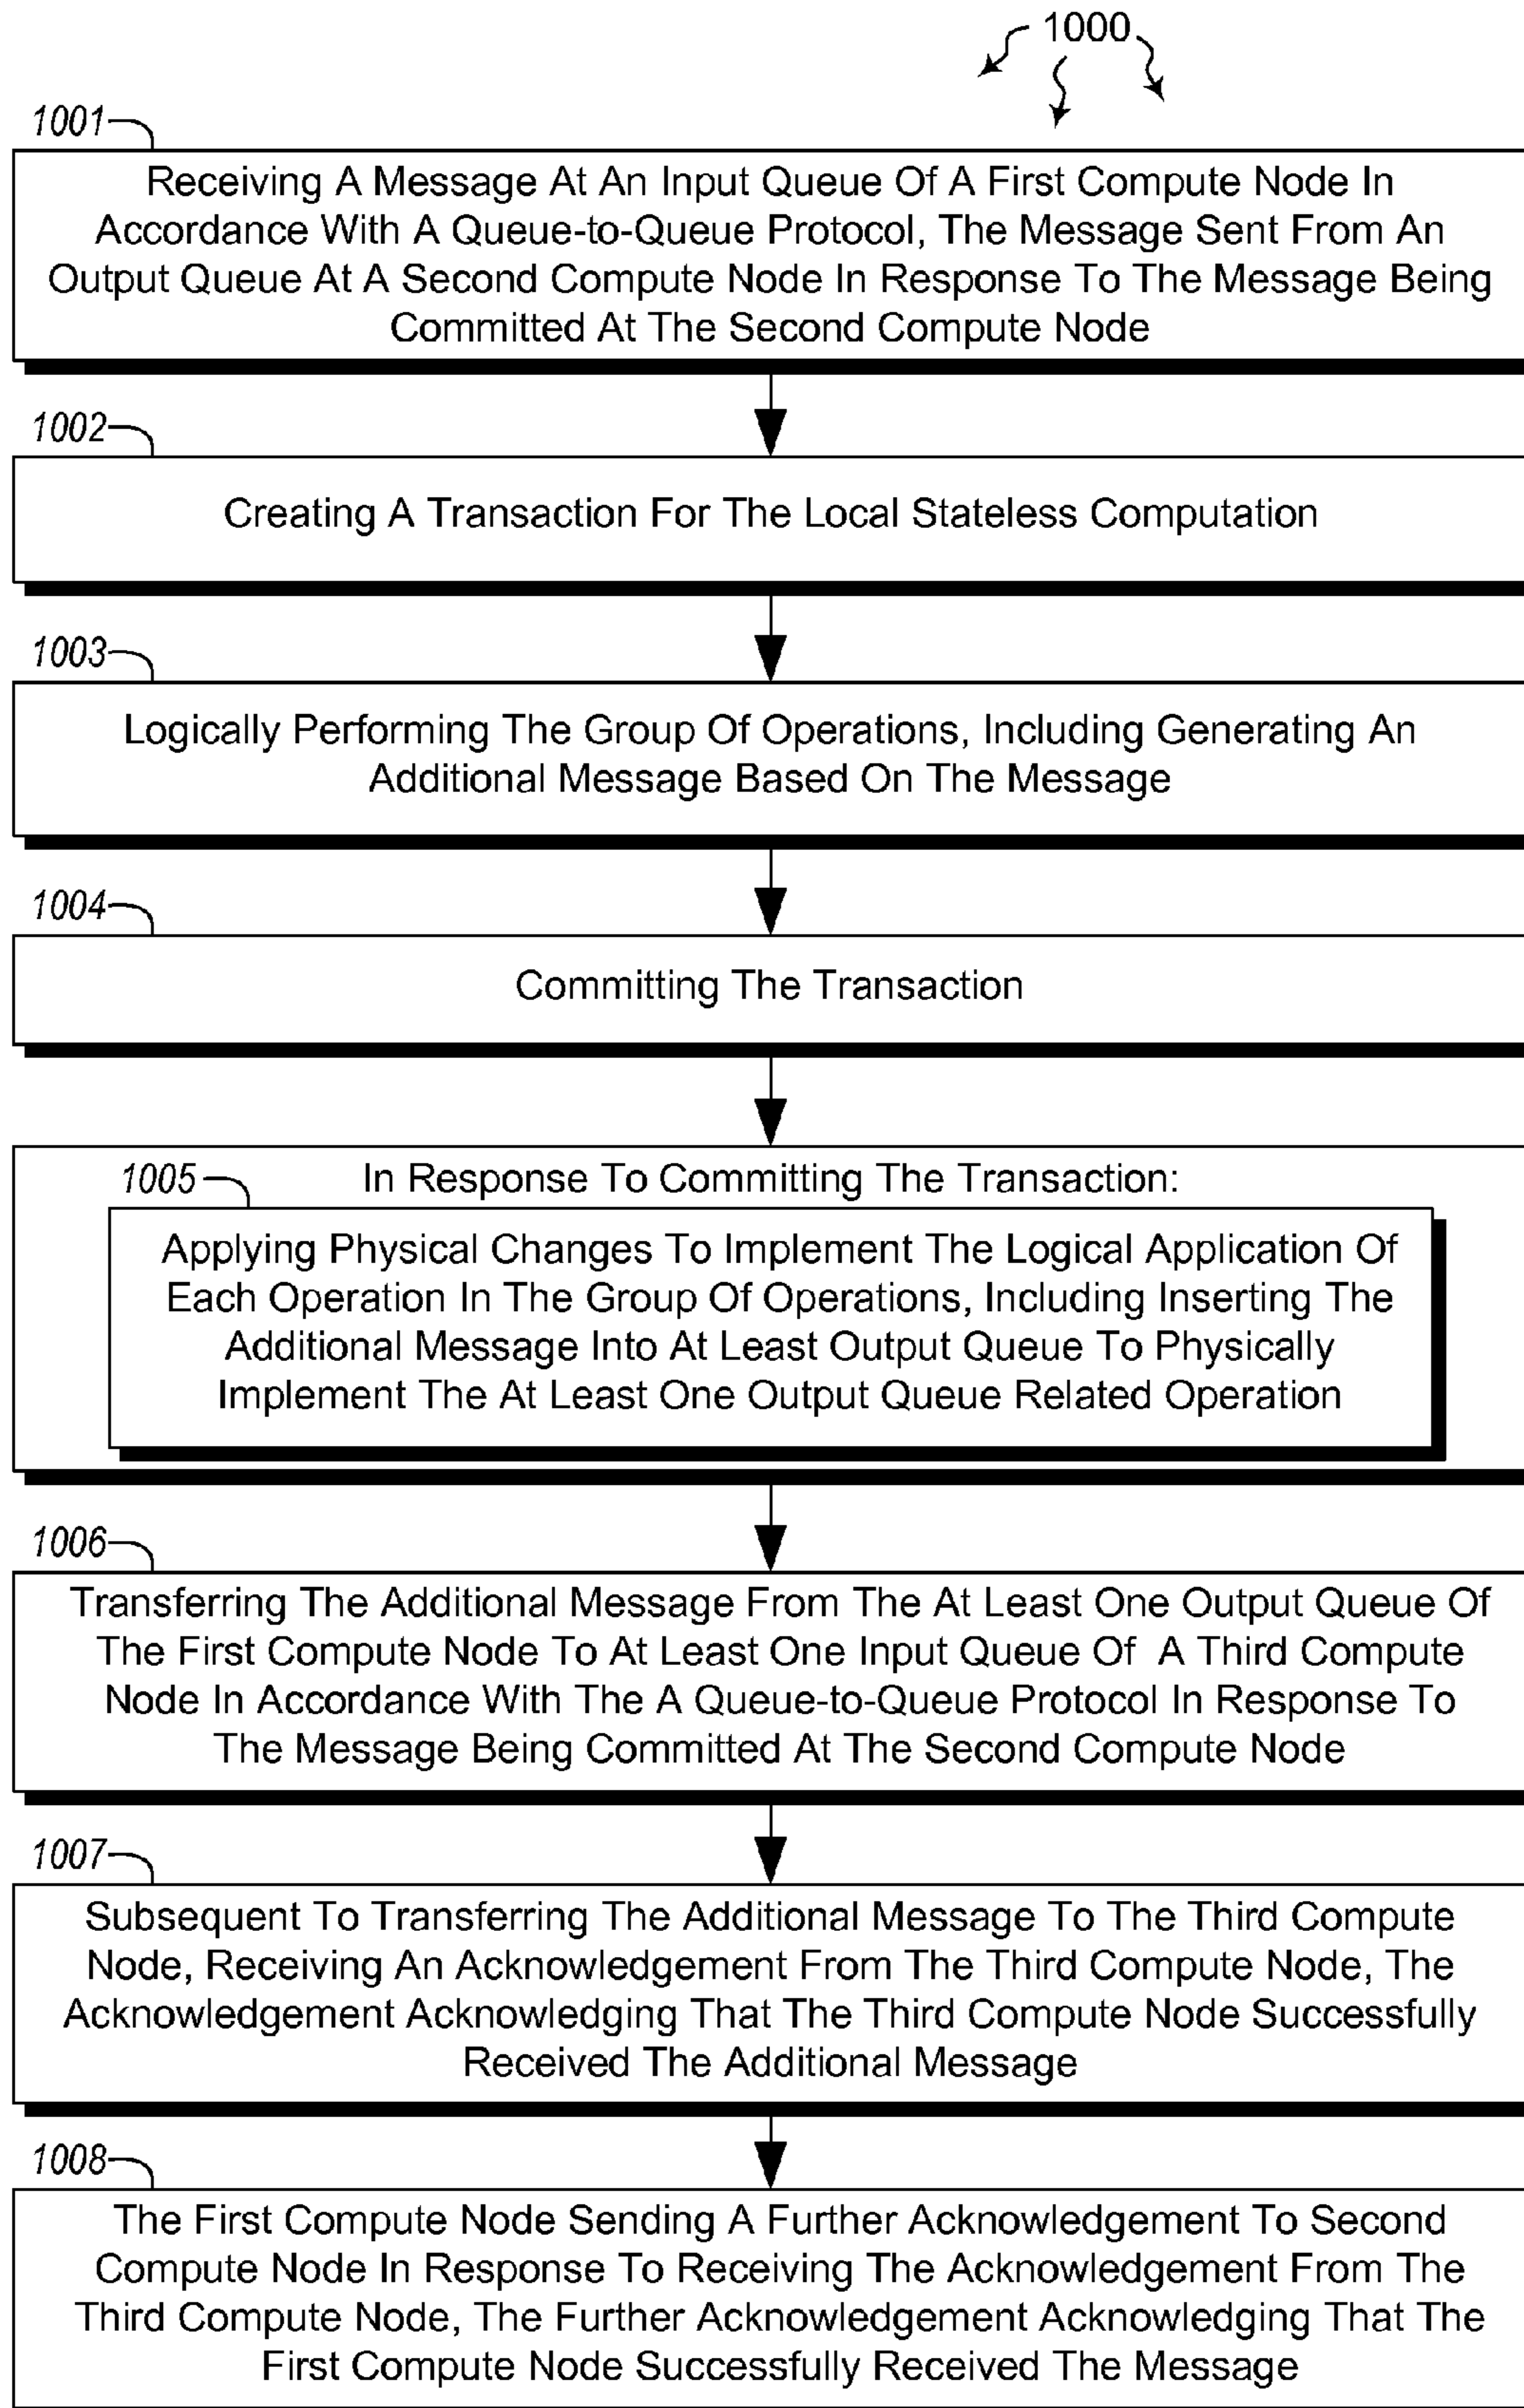 1000
1001
Receiving A Message At An Input Queue Of A First Compute Node In
Accordance With A Queue-to-Queue Protocol, The Message Sent From An
Output Queue At A Second Compute Node In Response To The Message Being
Committed At The Second Compute Node
1002
Creating A Transaction For The Local Stateless Computation
1003
Logically Performing The Group Of Operations, Including Generating An
Additional Message Based On The Message
1004
Committing The Transaction
1005
In Response To Committing The Transaction:
Applying Physical Changes To Implement The Logical Application Of
Each Operation In The Group Of Operations, Including Inserting The
Additional Message Into At Least Output Queue To Physically
Implement The At Least One Output Queue Related Operation
1006
Transferring The Additional Message From The At Least One Output Queue Of
The First Compute Node To At Least One Input Queue Of A Third Compute
Node In Accordance With The A Queue-to-Queue Protocol In Response To
The Message Being Committed At The Second Compute Node
1007
Subsequent To Transferring The Additional Message To The Third Compute
Node, Receiving An Acknowledgement From The Third Compute Node, The
Acknowledgement Acknowledging That The Third Compute Node Successfully
Received The Additional Message
1008
The First Compute Node Sending A Further Acknowledgement To Second
Compute Node In Response To Receiving The Acknowledgement From The
Third Compute Node, The Further Acknowledgement Acknowledging That The
First Compute Node Successfully Received The Message